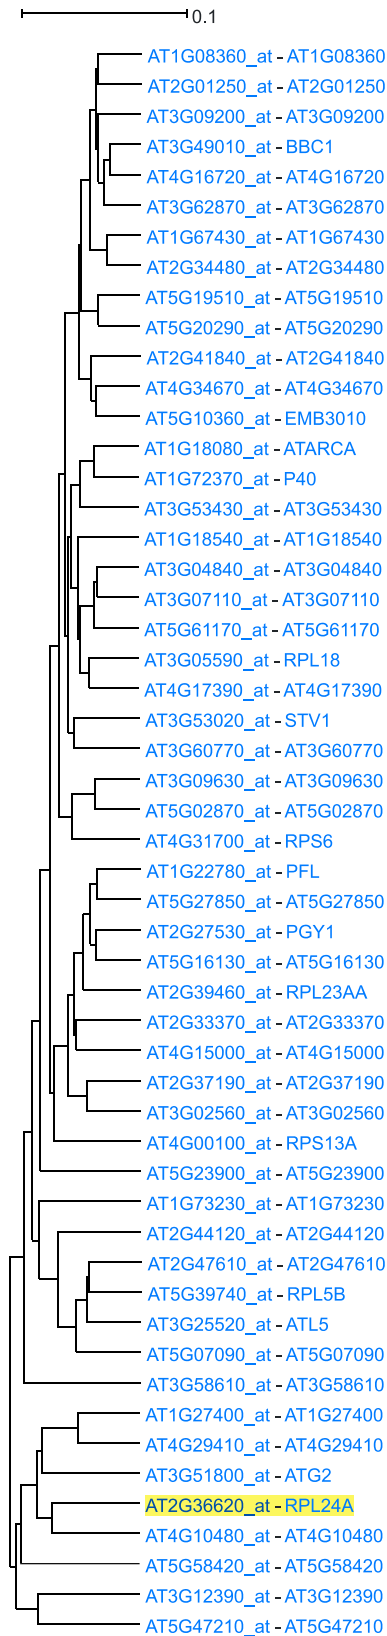 0.1
AT1G08360_at - AT1G08360
AT2G01250_at - AT2G01250
AT3G09200_at - AT3G09200
AT3G49010_at - BBC1
AT4G16720_at - AT4G16720
AT3G62870_at - AT3G62870
AT1G67430_at - AT1G67430
AT2G34480_at - AT2G34480
AT5G19510_at - AT5G19510
AT5G20290_at - AT5G20290
AT2G41840_at - AT2G41840
AT4G34670_at - AT4G34670
AT5G10360_at - EMB3010
AT1G18080_at - ATARCA
AT1G72370_at - P40
AT3G53430_at - AT3G53430
AT1G18540_at - AT1G18540
AT3G04840_at - AT3G04840
AT3G07110_at - AT3G07110
AT5G61170_at - AT5G61170
AT3G05590_at - RPL18
AT4G17390_at - AT4G17390
AT3G53020_at - STV1
AT3G60770_at - AT3G60770
AT3G09630_at - AT3G09630
AT5G02870_at - AT5G02870
AT4G31700_at - RPS6
AT1G22780_at - PFL
AT5G27850_at - AT5G27850
AT2G27530_at - PGY1
AT5G16130_at - AT5G16130
AT2G39460_at - RPL23AA
AT2G33370_at - AT2G33370
AT4G15000_at - AT4G15000
AT2G37190_at - AT2G37190
AT3G02560_at - AT3G02560
AT4G00100_at - RPS13A
AT5G23900_at - AT5G23900
AT1G73230_at - AT1G73230
AT2G44120_at - AT2G44120
AT2G47610_at - AT2G47610
AT5G39740_at - RPL5B
AT3G25520_at - ATL5
AT5G07090_at - AT5G07090
AT3G58610_at - AT3G58610
AT1G27400_at - AT1G27400
AT4G29410_at - AT4G29410
AT3G51800_at - ATG2
AT2G36620_at - RPL24A
AT4G10480_at - AT4G10480
AT5G58420_at - AT5G58420
AT3G12390_at - AT3G12390
AT5G47210_at - AT5G47210